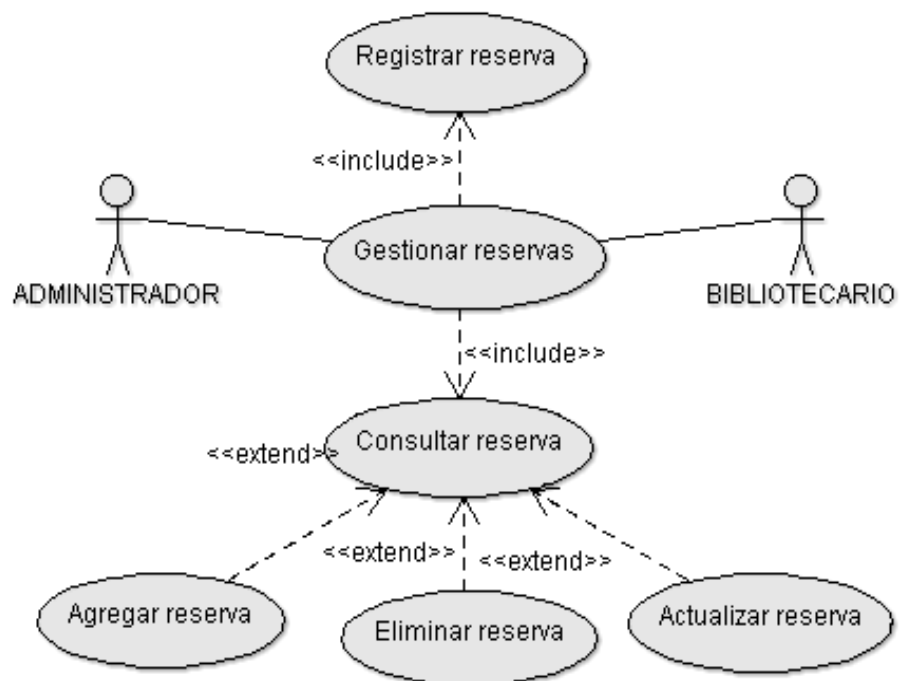 Registrar reserva
<<include>>
Gestionar reservas
ADMINISTRADOR
BIBLIOTECARIO
<<include>>
Consultar reserva
<<extend>>
<<extend>>
<<extend>>
Agregar reserva
Eliminar reserva
Actualizar reserva